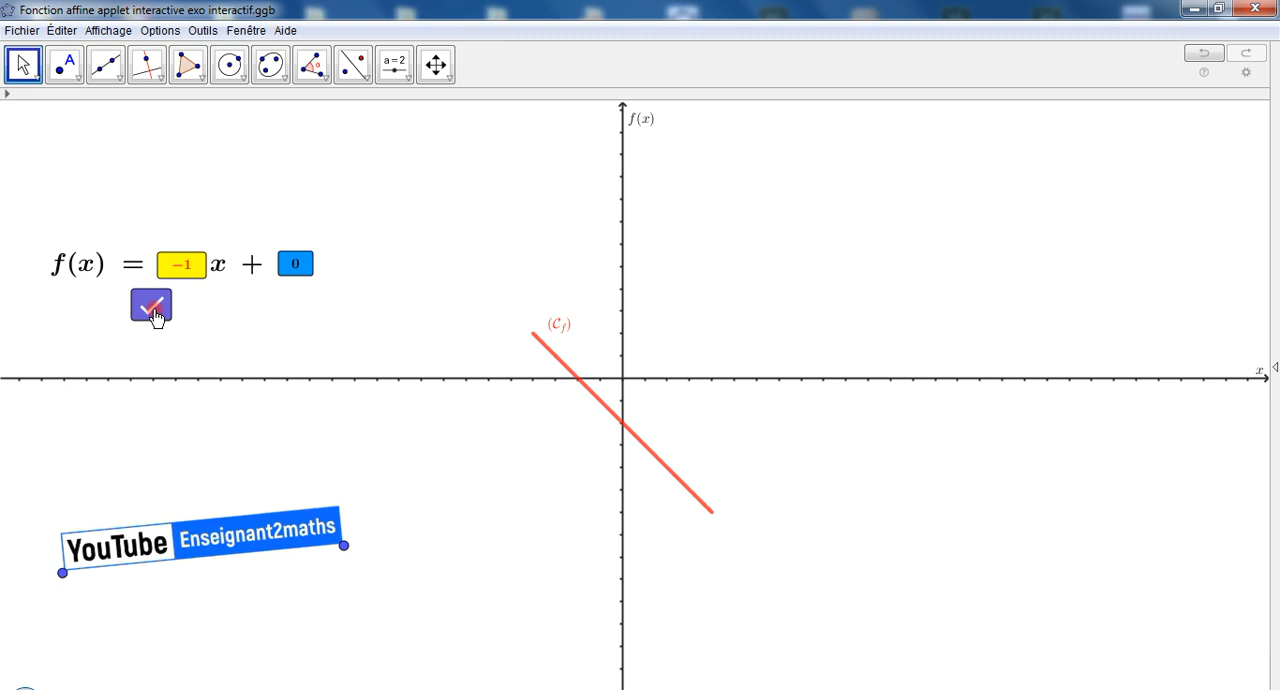 Fonction affine applet interactive exo interactif.ggb
Fichier Éditer Affichage Options Outils Fenêtre Aide
A
α
a=2
f(x)
f(x) = −1 x + 0
(Cf)
x
YouTube Enseignant2maths